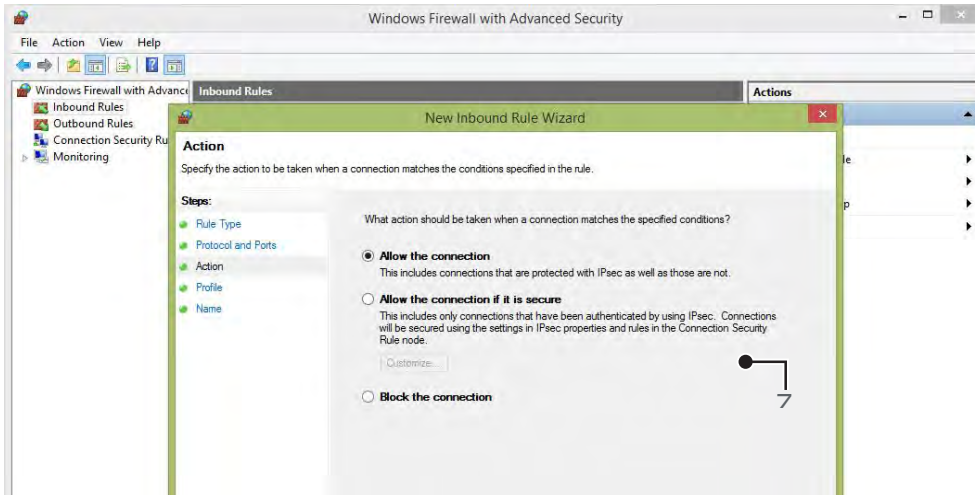 Windows Firewall with Advanced Security
File Action View Help
Windows Firewall with Advance
Inbound Rules
Actions
Inbound Rules
Outbound Rules
Connection Security Ru
Monitoring
New Inbound Rule Wizard
Action
Specify the action to be taken when a connection matches the conditions specified in the rule.
Steps:
Rule Type
Protocol and Ports
Action
Profile
Name
What action should be taken when a connection matches the specified conditions?
Allow the connection
This includes connections that are protected with IPsec as well as those are not.
Allow the connection if it is secure
This includes only connections that have been authenticated by using IPsec. Connections
will be secured using the settings in IPsec properties and rules in the Connection Security
Rule node.
Customize...
Block the connection
7
le
p